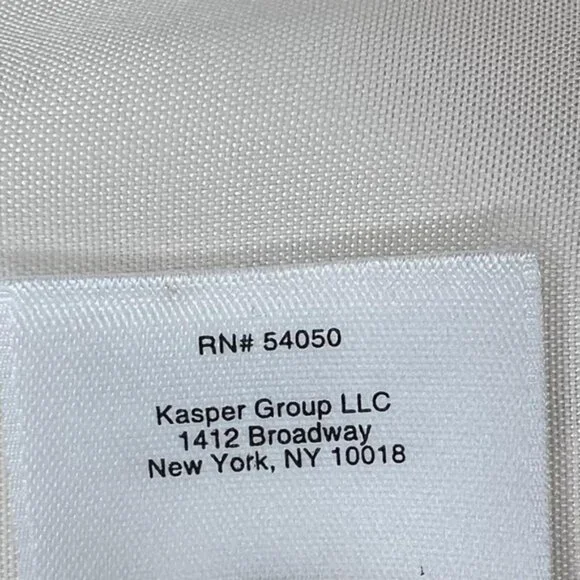 RN# 54050
Kasper Group LLC
1412 Broadway
New York, NY 10018